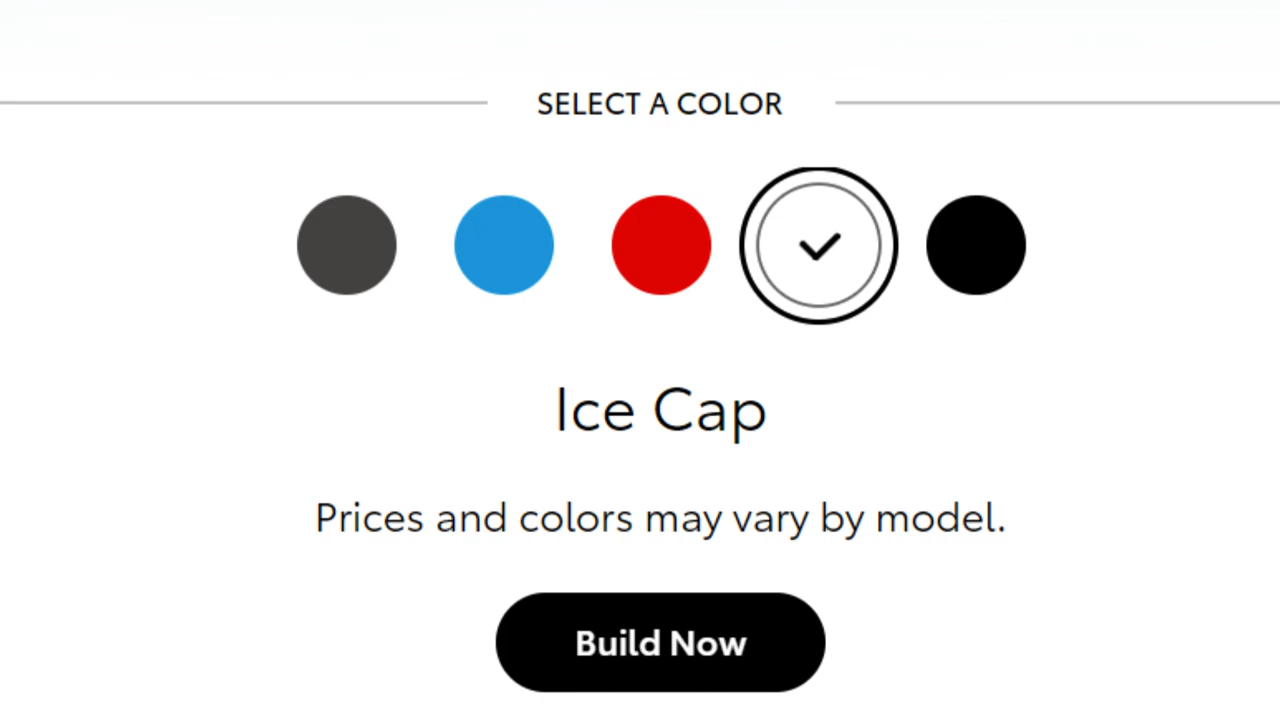 SELECT A COLOR
Ice Cap
Prices and colors may vary by model.
Build Now